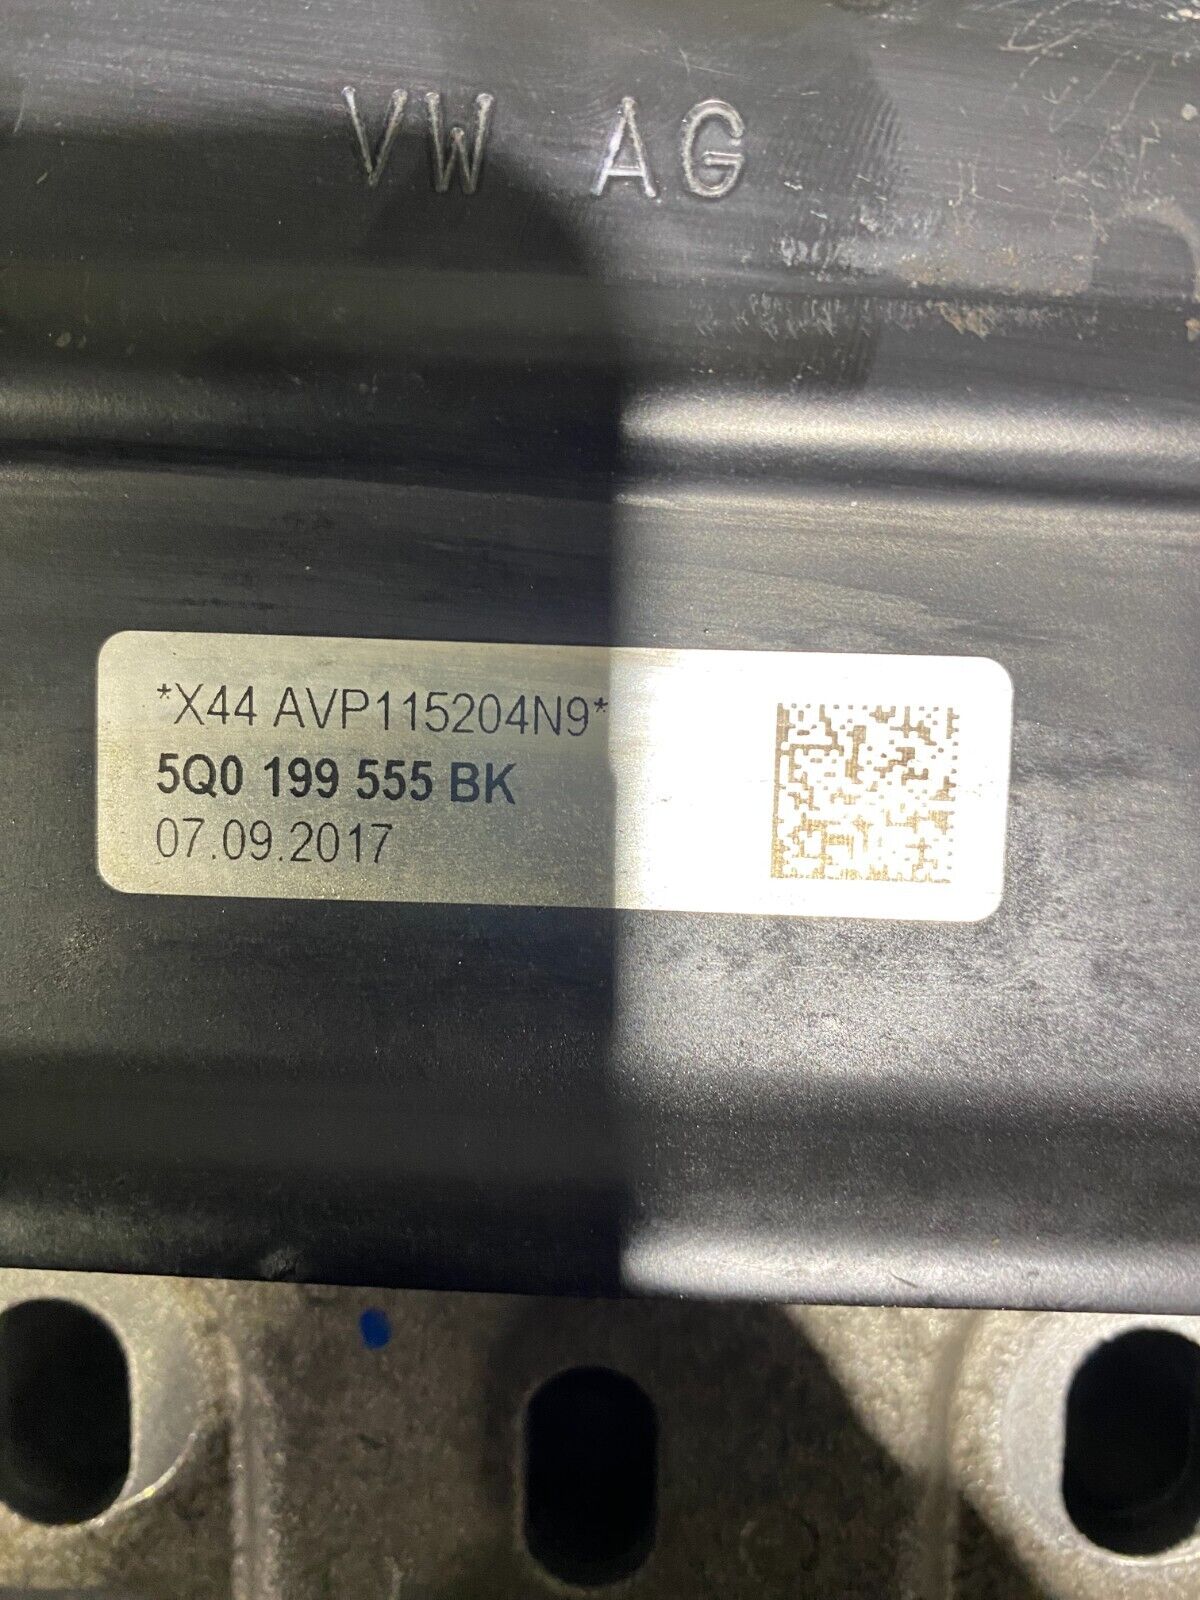 VW AG
*X44 AVP115204N9*
5Q0 199 555 BK
07.09.2017